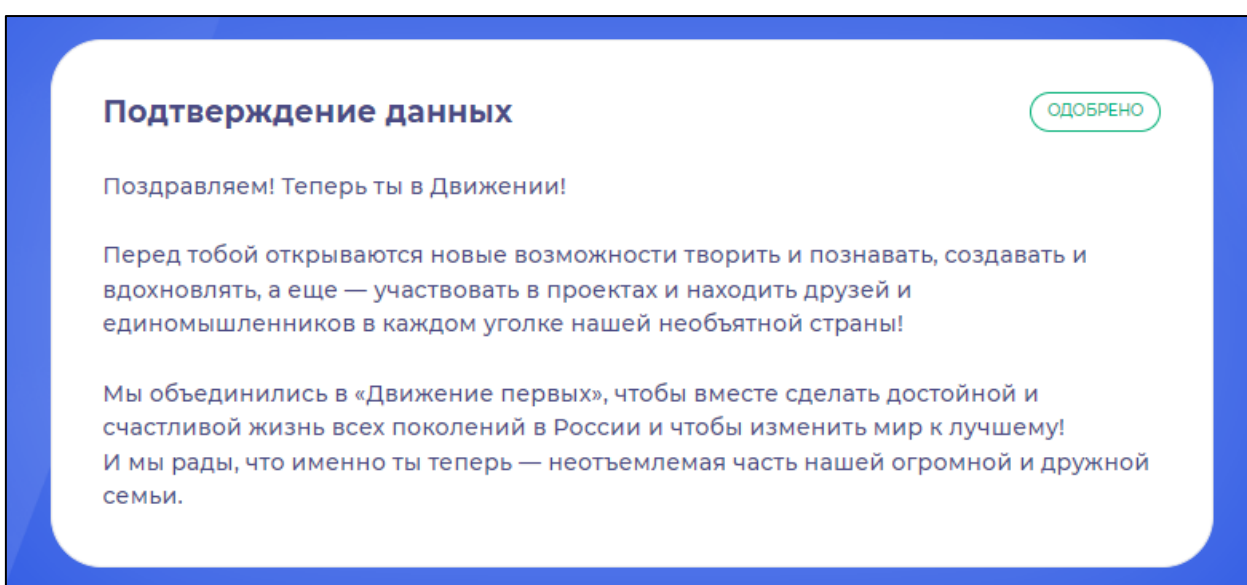 Подтверждение данных
ОДОБРЕНО
Поздравляем! Теперь ты в Движении!
Перед тобой открываются новые возможности творить и познавать, создавать и
вдохновлять, а еще — участвовать в проектах и находить друзей и
единомышленников в каждом уголке нашей необъятной страны!
Мы объединились в «Движение первых», чтобы вместе сделать достойной и
счастливой жизнь всех поколений в России и чтобы изменить мир к лучшему!
И мы рады, что именно ты теперь — неотъемлемая часть нашей огромной и дружной
семьи.